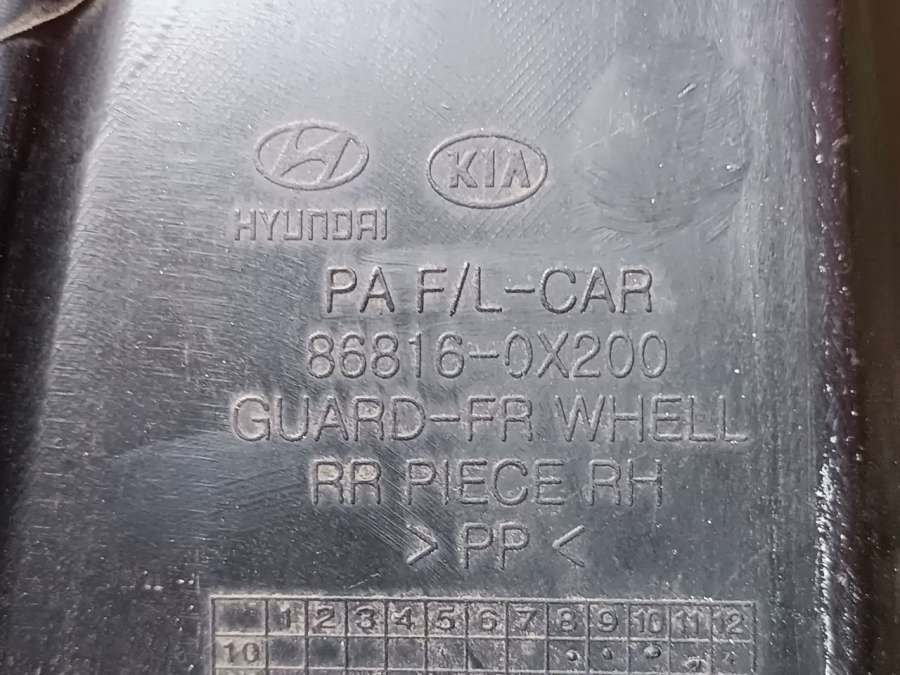 KIA
HYUNDAI
PA F/L-CAR
86816-0X200
GUARD-FR WHELL
RR PIECE RH
> PP <
1 2 3 4 5 6 7 8 9 10 11 12
10